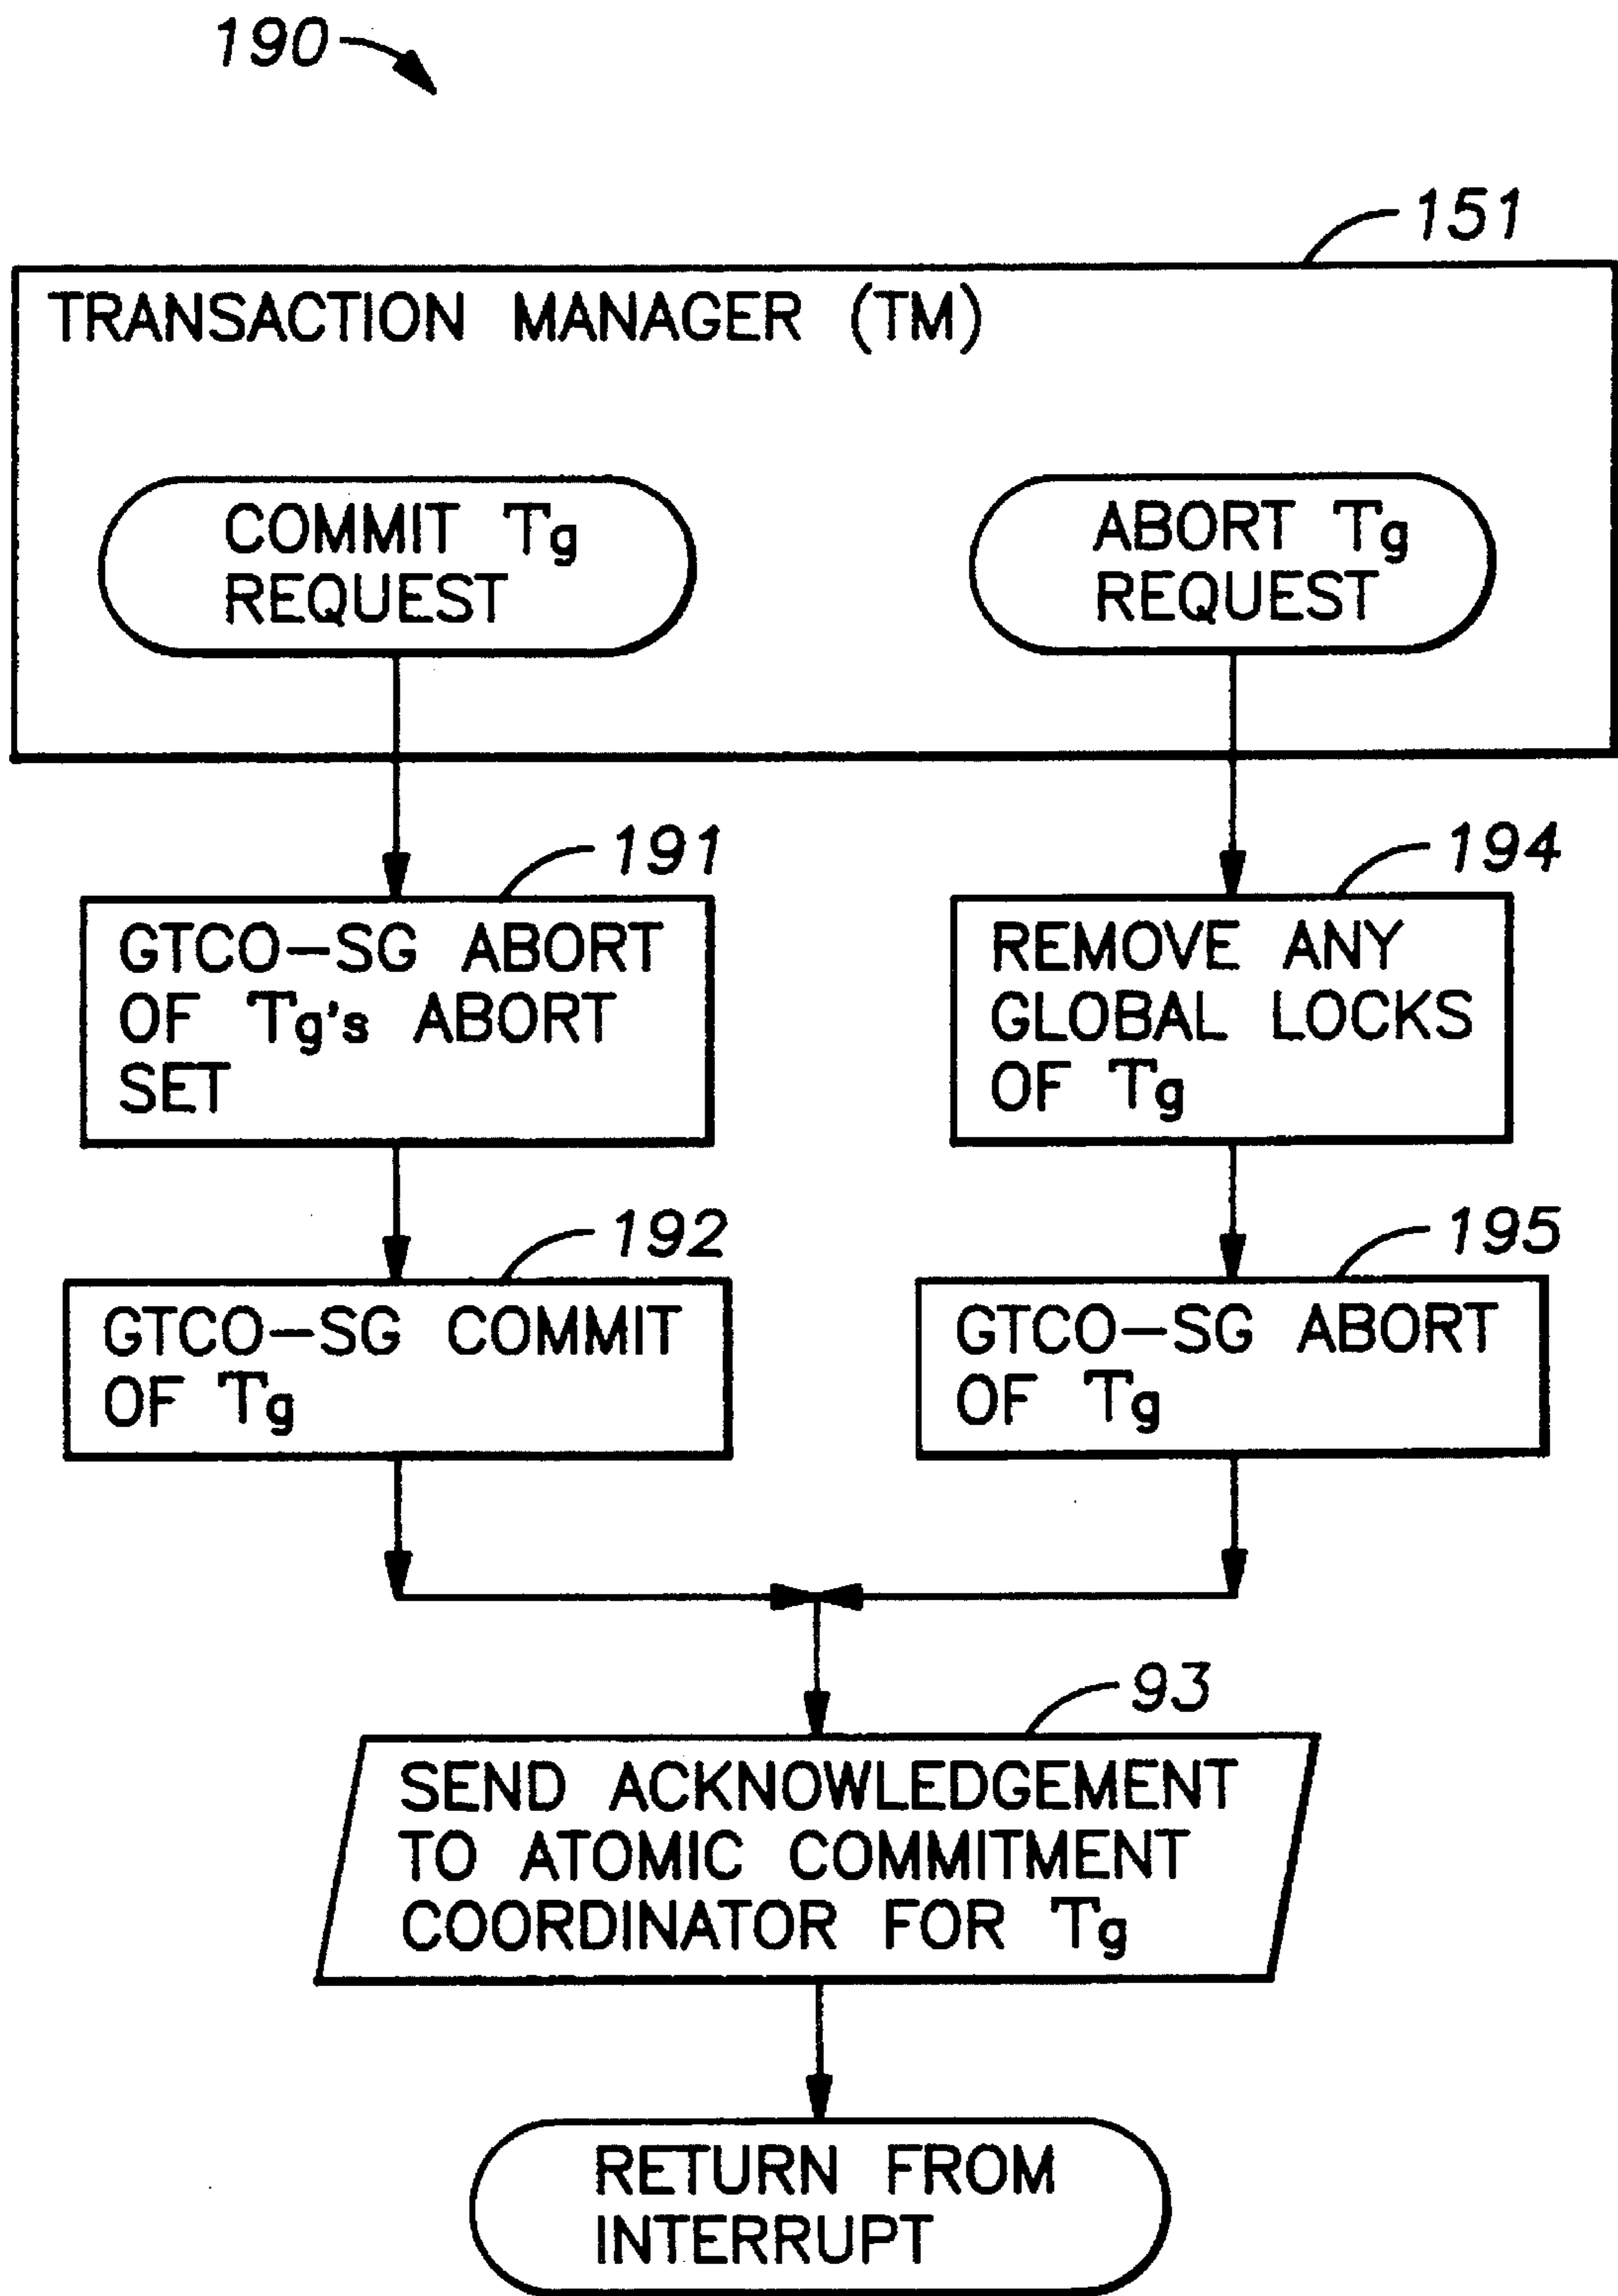 190
151
TRANSACTION MANAGER (TM)
COMMIT Tg
REQUEST
ABORT Tg
REQUEST
191
GTCO-SG ABORT
OF Tg's ABORT
SET
194
REMOVE ANY
GLOBAL LOCKS
OF Tg
192
GTCO-SG COMMIT
OF Tg
195
GTCO-SG ABORT
OF Tg
93
SEND ACKNOWLEDGEMENT
TO ATOMIC COMMITMENT
COORDINATOR FOR Tg
RETURN FROM
INTERRUPT